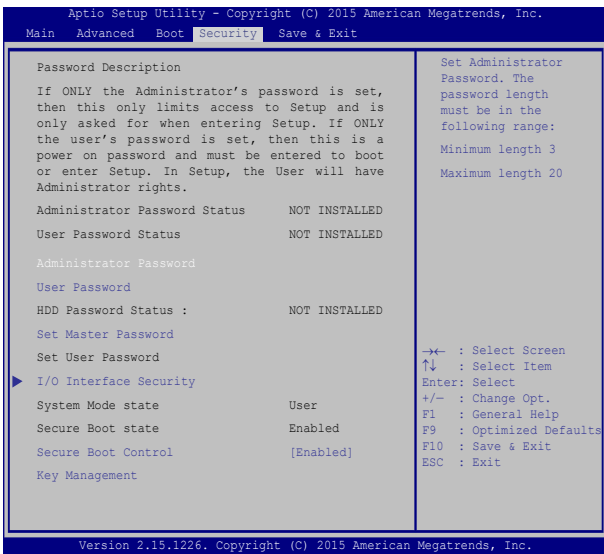 Aptio Setup Utility - Copyright (C) 2015 American Megatrends, Inc.
Main Advanced Boot Security Save & Exit
Password Description
If ONLY the Administrator's password is set,
then this only limits access to Setup and is
only asked for when entering Setup. If ONLY
the user's password is set, then this is a
power on password and must be entered to boot
or enter Setup. In Setup, the User will have
Administrator rights.
Administrator Password Status NOT INSTALLED
User Password Status NOT INSTALLED
Administrator Password
User Password
HDD Password Status : NOT INSTALLED
Set Master Password
Set User Password
I/O Interface Security
System Mode state User
Secure Boot state Enabled
Secure Boot Control [Enabled]
Key Management
Set Administrator
Password. The
password length
must be in the
following range:
Minimum length 3
Maximum length 20
→← : Select Screen
↑↓ : Select Item
Enter: Select
+/— : Change Opt.
F1 : General Help
F9 : Optimized Defaults
F10 : Save & Exit
ESC : Exit
Version 2.15.1226. Copyright (C) 2015 American Megatrends, Inc.